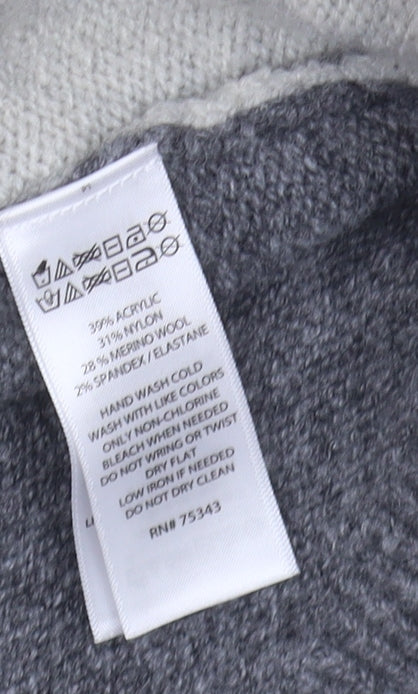 39% ACRYLIC
31% NYLON
28 % MERINO WOOL
2% SPANDEX / ELASTANE
HAND WASH COLD
WASH WITH LIKE COLORS
ONLY NON-CHLORINE
BLEACH WHEN NEEDED
DO NOT WRING OR TWIST
DRY FLAT
LOW IRON IF NEEDED
DO NOT DRY CLEAN
RN# 75343